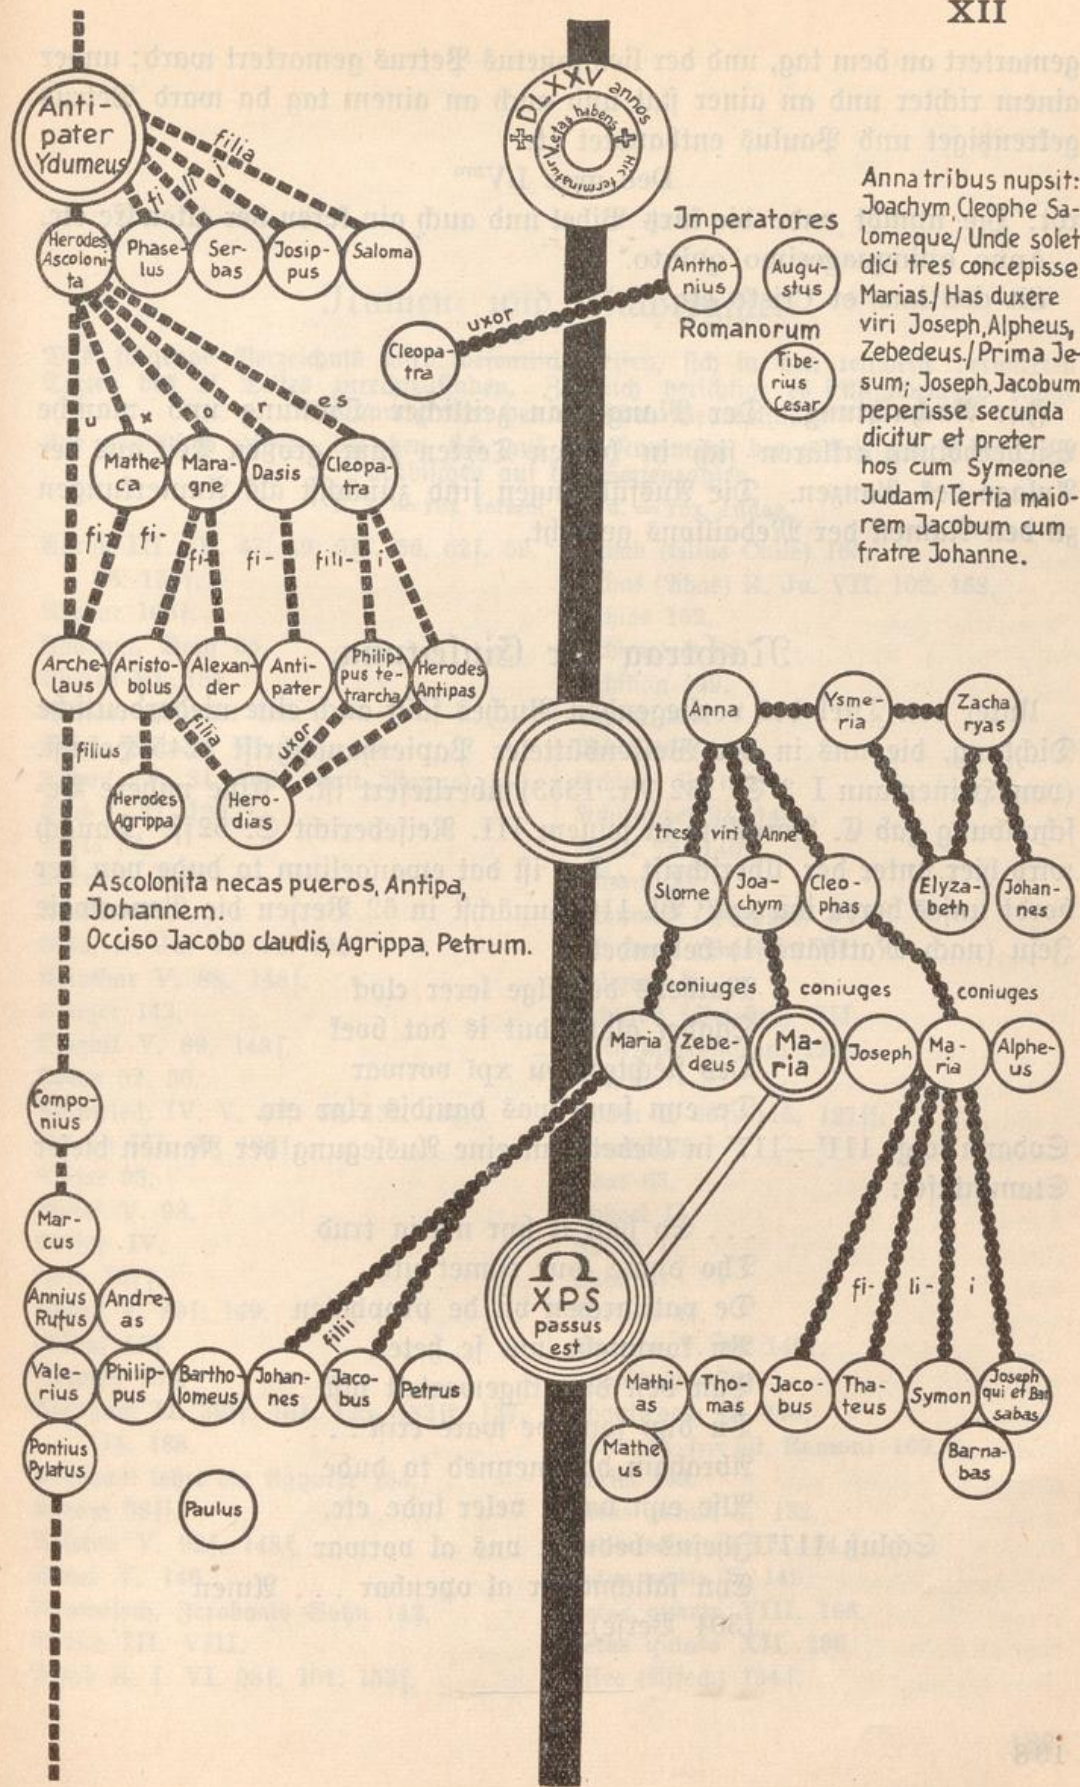 XII
Anti-
pater
Ydumeus
filia
fi
li
i
Herodes
Ascoloni-
ta
Phase-
lus
Ser-
bas
Josip-
pus
Saloma
DLXXV annos
V. etas habens
Hic terminatur
Imperatores
Antho-
nius
Augu-
stus
Romanorum
Tibe-
rius
Cesar
uxor
Cleopa-
tra
Anna tribus nupsit:
Joachym, Cleophe Sa-
lomeque/ Unde solet
dici tres concepisse
Marias./ Has duxere
viri Joseph, Alpheus,
Zebedeus./ Prima Je-
sum; Joseph, Jacobum
peperisse secunda
dicitur et preter
hos cum Symeone
Judam/ Tertia maio-
rem Jacobum cum
fratre Johanne.
u x o r es
Mathe-
ca
Mara-
gne
Dasis
Cleopa-
tra
fi- fi- fi- fi- fili- i
Arche-
laus
Aristo-
bolus
Alexan-
der
Anti-
pater
Philip-
pus te-
trarcha
Herodes
Antipas
filius
filia
uxor
Herodes
Agrippa
Hero-
dias
Ascolonita necas pueros, Antipa,
Johannem.
Occiso Jacobo claudis, Agrippa, Petrum.
Anna
Ysme-
ria
Zacha
ryas
tres viri Anne
Slome
Joa-
chym
Cleo-
phas
Elyza-
beth
Johan-
nes
coniuges coniuges coniuges
Maria
Zebe-
deus
Ma-
ria
Joseph
Ma-
ria
Alphe-
us
Compo-
nius
Mar-
cus
Annius
Rufus
Andre-
as
Vale-
rius
Philip-
pus
Bartho-
lomeus
Johan-
nes
Jaco-
bus
Petrus
filii
Pontius
Pylatus
Paulus
Ω
XPS
passus
est
fi- li- i
Mathi-
as
Tho-
mas
Jaco-
bus
Tha-
teus
Symon
Joseph
qui et Bar
sabas
Mathe
us
Barna-
bas